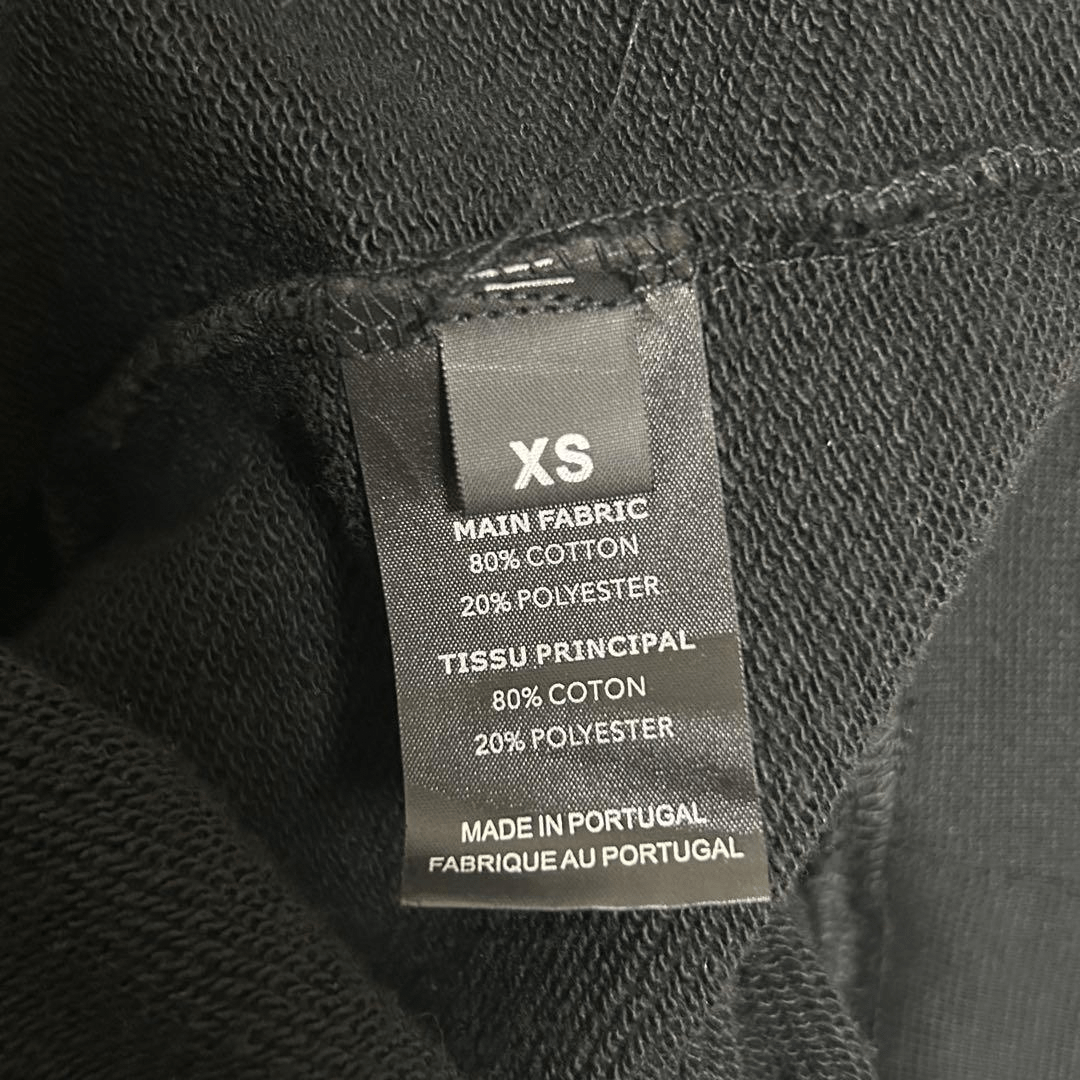 XS
MAIN FABRIC
80% COTTON
20% POLYESTER
TISSU PRINCIPAL
80% COTON
20% POLYESTER
MADE IN PORTUGAL
FABRIQUE AU PORTUGAL